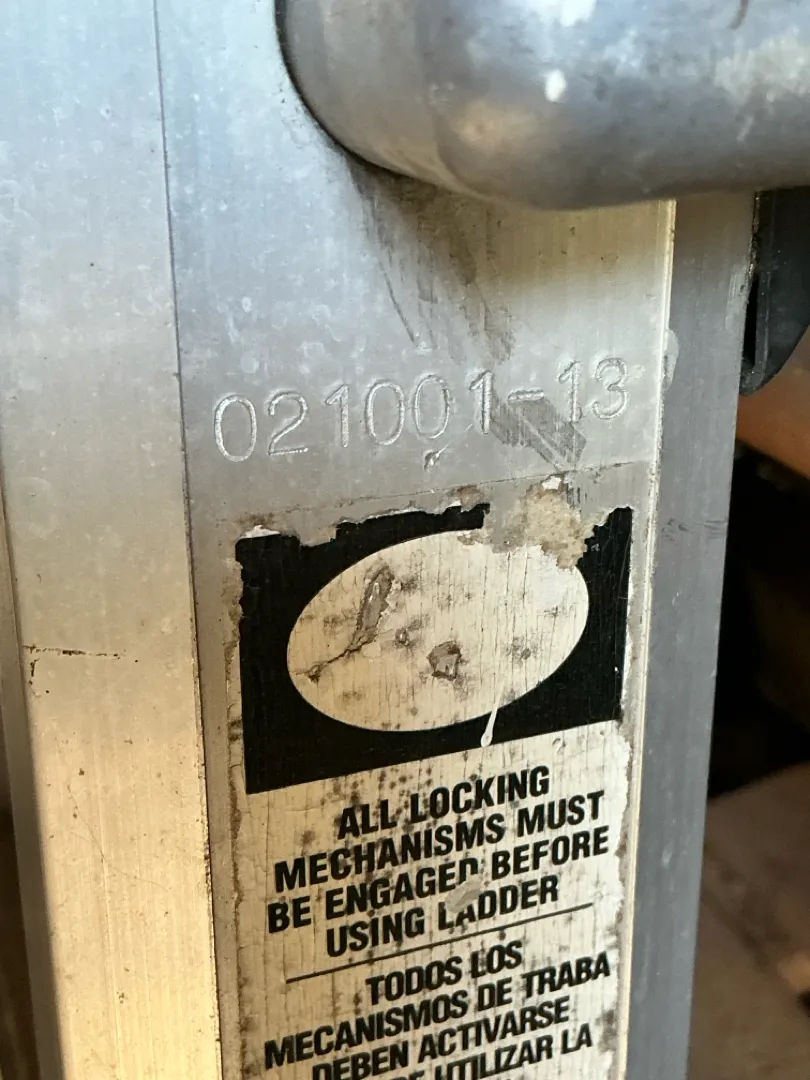 021001-13
ALL LOCKING
MECHANISMS MUST
BE ENGAGED BEFORE
USING LADDER
TODOS LOS
MECANISMOS DE TRABA
DEBEN ACTIVARSE
UTILIZAR LA